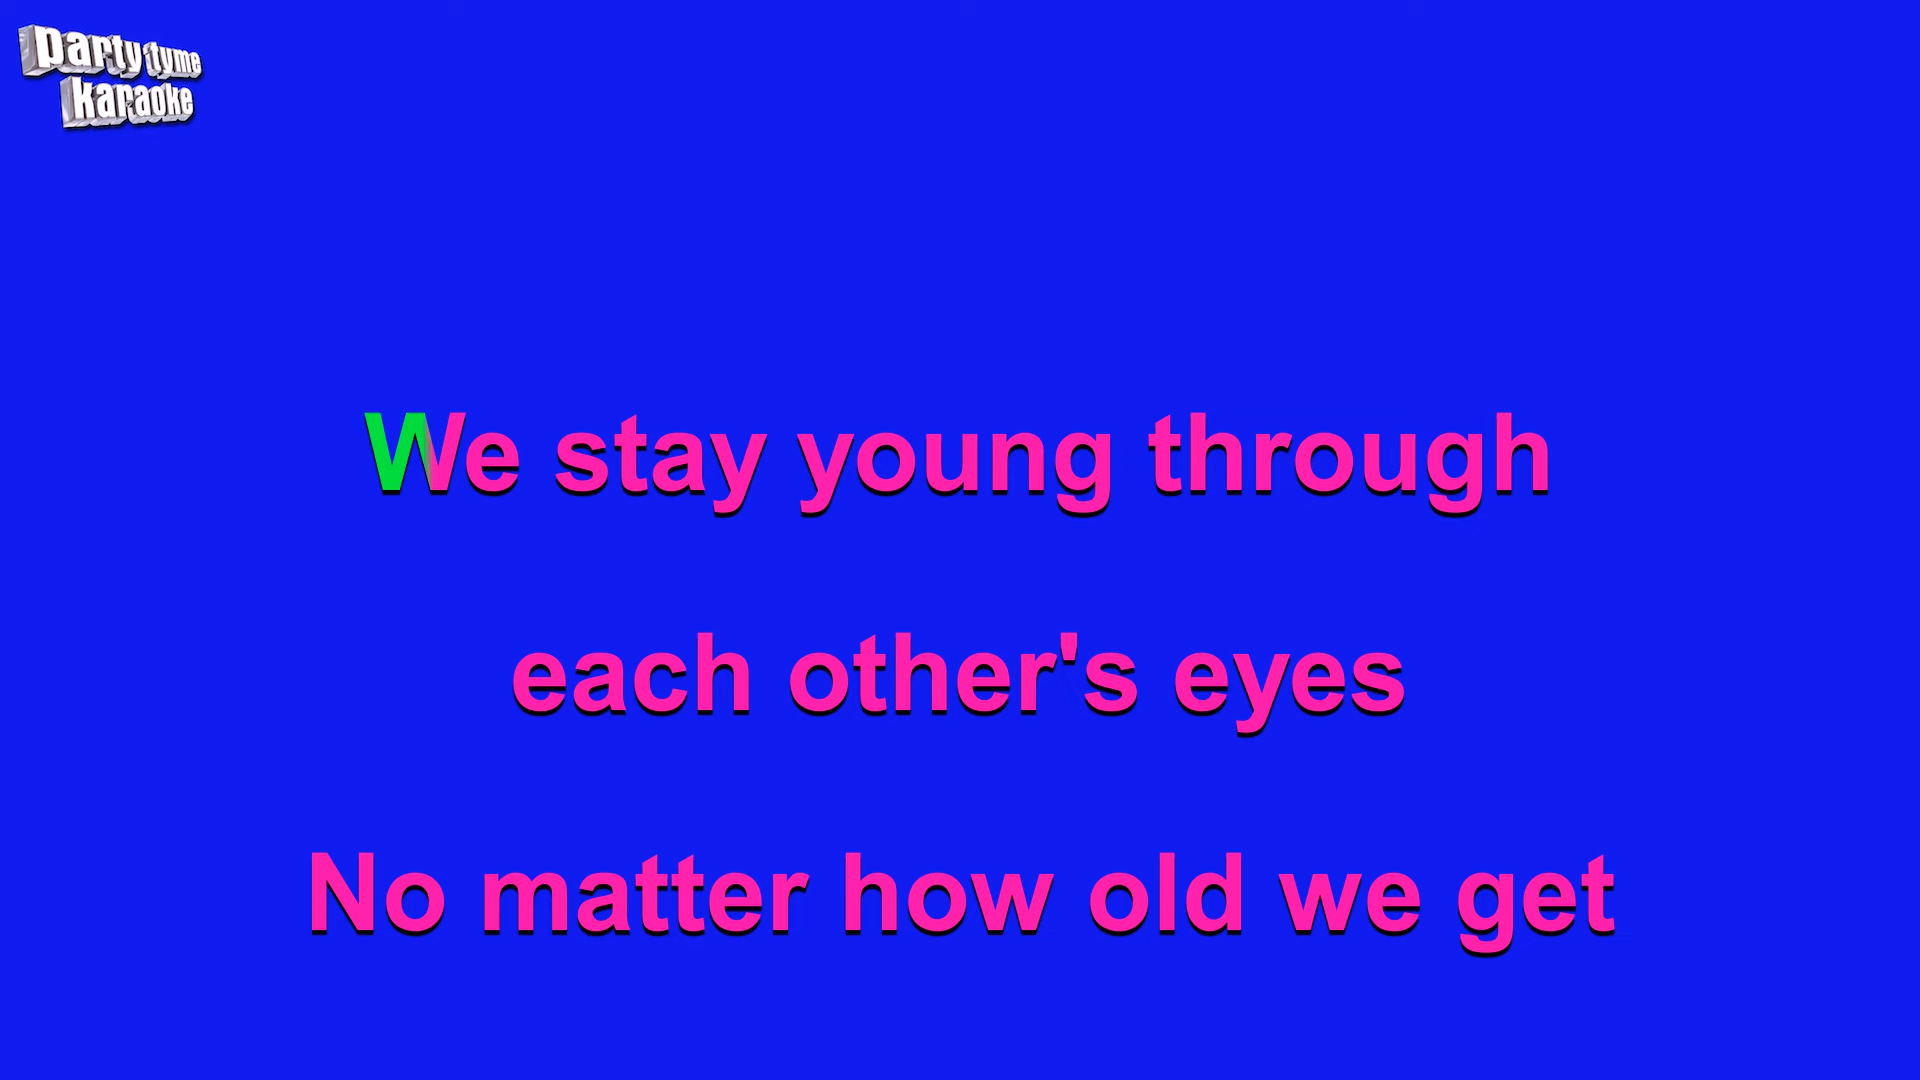 party tyme
karaoke
We stay young through
each other's eyes
No matter how old we get